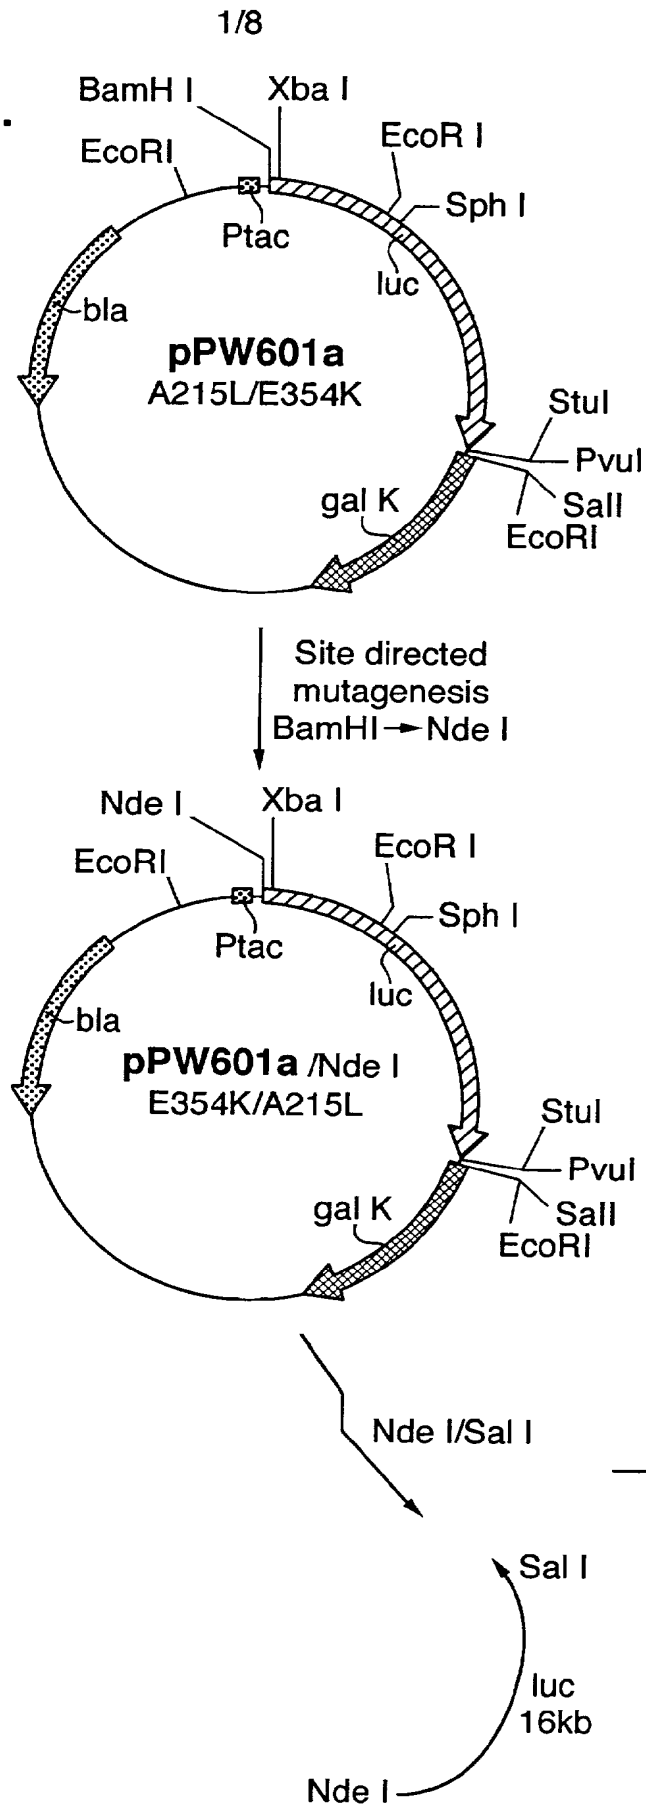 1/8
BamH I
Xba I
EcoRI
EcoR I
Sph I
Ptac
luc
bla
pPW601a
A215L/E354K
StuI
PvuI
SalI
EcoRI
gal K
Site directed
mutagenesis
BamHI → Nde I
Nde I
Xba I
EcoRI
EcoR I
Sph I
Ptac
luc
bla
pPW601a /Nde I
E354K/A215L
StuI
PvuI
SalI
EcoRI
gal K
Nde I/Sal I
Sal I
luc
16kb
Nde I